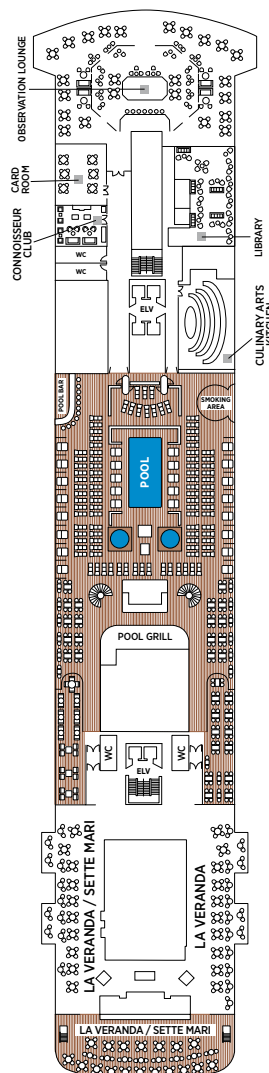 OBSERVATION LOUNGE
CARD
ROOM
CONNOISSEUR
CLUB
WC
WC
ELV
LIBRARY
CULINARY ARTS
KITCHEN
POOL BAR
SMOKING
AREA
POOL
POOL GRILL
WC
ELV
WC
LA VERANDA / SETTE MARI
LA VERANDA
LA VERANDA / SETTE MARI